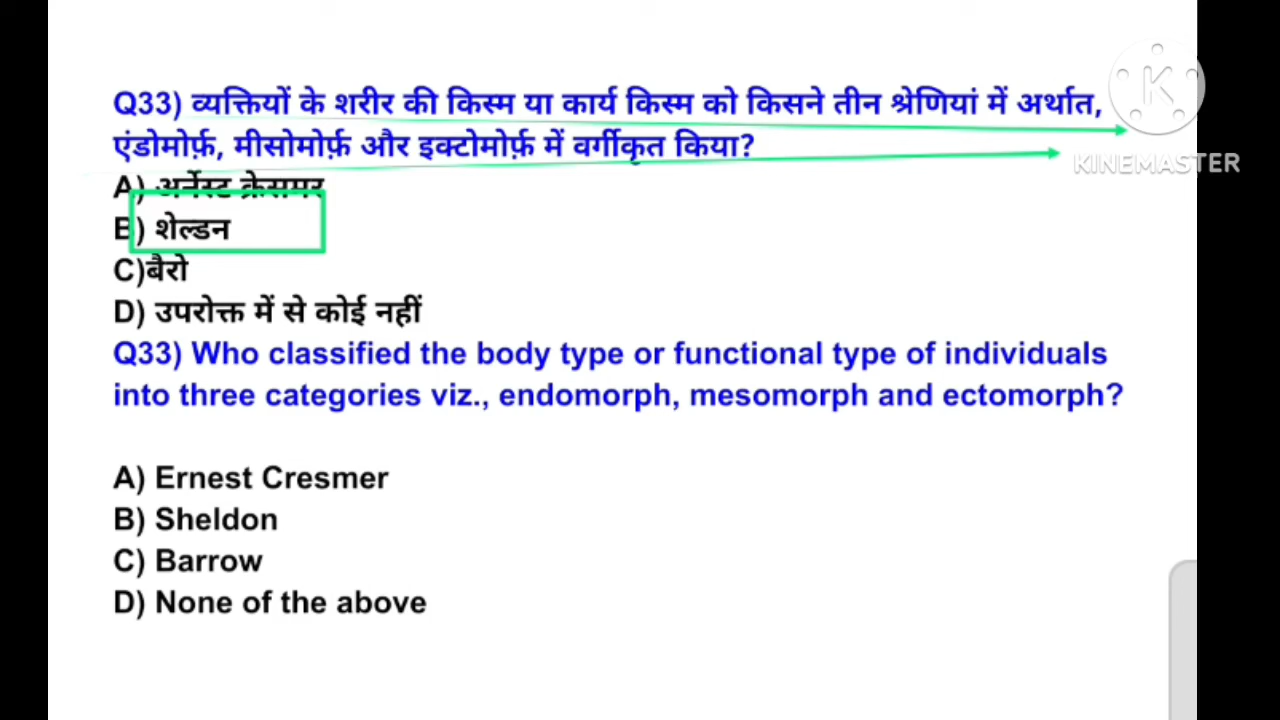 Q33) व्यक्तियों के शरीर की किस्म या कार्य किस्म को किसने तीन श्रेणियां में अर्थात,
एंडोमोर्फ़, मीसोमोर्फ़ और इक्टोमोर्फ़ में वर्गीकृत किया?
A) अर्नेस्ट क्रेसमर
B) शेल्डन
C)बैरो
D) उपरोक्त में से कोई नहीं
Q33) Who classified the body type or functional type of individuals
into three categories viz., endomorph, mesomorph and ectomorph?
A) Ernest Cresmer
B) Sheldon
C) Barrow
D) None of the above
K
KINEMASTER